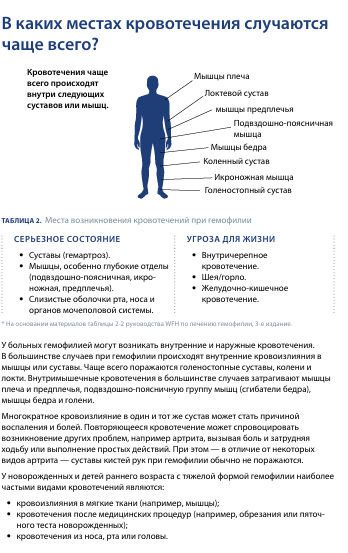 В каких местах кровотечения случаются
чаще всего?
Кровотечения чаще
всего происходят
внутри следующих
суставов или мышц.
Мышцы плеча
Локтевой сустав
мышцы предплечья
Подвздошно-поясничная
мышца
Мышцы бедра
Коленный сустав
Икроножная мышца
Голеностопный сустав
ТАБЛИЦА 2. Места возникновения кровотечений при гемофилии
СЕРЬЕЗНОЕ СОСТОЯНИЕ
• Суставы (гемартроз).
• Мышцы, особенно глубокие отделы
(подвздошно-поясничная, икро-
ножная, предплечья).
• Слизистые оболочки рта, носа и
органов мочеполовой системы.
УГРОЗА ДЛЯ ЖИЗНИ
• Внутричерепное
кровотечение.
• Шея/горло.
• Желудочно-кишечное
кровотечение.
* На основании материалов таблицы 2-2 руководства WFH по лечению гемофилии, 3-е издание.
У больных гемофилией могут возникать внутренние и наружные кровотечения.
В большинстве случаев при гемофилии происходят внутренние кровоизлияния в
мышцы или суставы. Чаще всего поражаются голеностопные суставы, колени и
локти. Внутримышечные кровотечения в большинстве случаев затрагивают мышцы
плеча и предплечья, подвздошно-поясничную группу мышц (сгибатели бедра),
мышцы бедра и голени.
Многократное кровоизлияние в один и тот же сустав может стать причиной
воспаления и болей. Повторяющееся кровотечение может спровоцировать
возникновение других проблем, например артрита, вызывая боль и затрудняя
ходьбу или выполнение простых действий. При этом — в отличие от некоторых
видов артрита — суставы кистей рук при гемофилии обычно не поражаются.
У новорожденных и детей раннего возраста с тяжелой формой гемофилии наиболее
частыми видами кровотечений являются:
• кровоизлияния в мягкие ткани (например, мышцы);
• кровотечения после медицинских процедур (например, обрезания или пяточ-
ного теста новорожденных);
• кровотечения из носа, рта или головы.